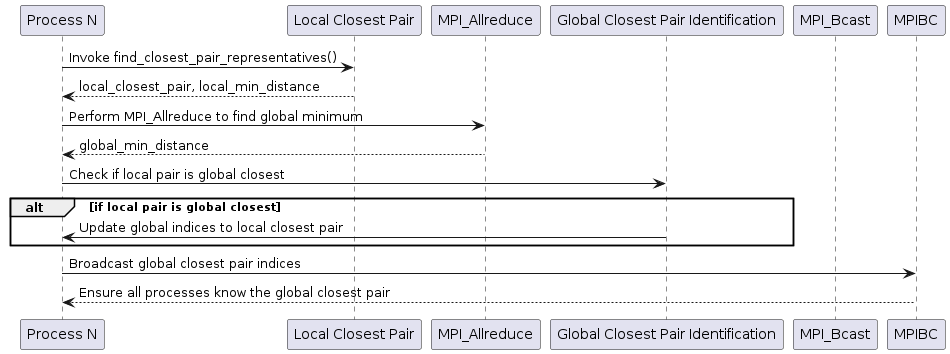 Process N Local Closest Pair MPI_Allreduce Global Closest Pair Identification MPI_Bcast MPIBC
Invoke find_closest_pair_representatives()
local_closest_pair, local_min_distance
Perform MPI_Allreduce to find global minimum
global_min_distance
Check if local pair is global closest
alt [if local pair is global closest]
Update global indices to local closest pair
Broadcast global closest pair indices
Ensure all processes know the global closest pair
Process N Local Closest Pair MPI_Allreduce Global Closest Pair Identification MPI_Bcast MPIBC